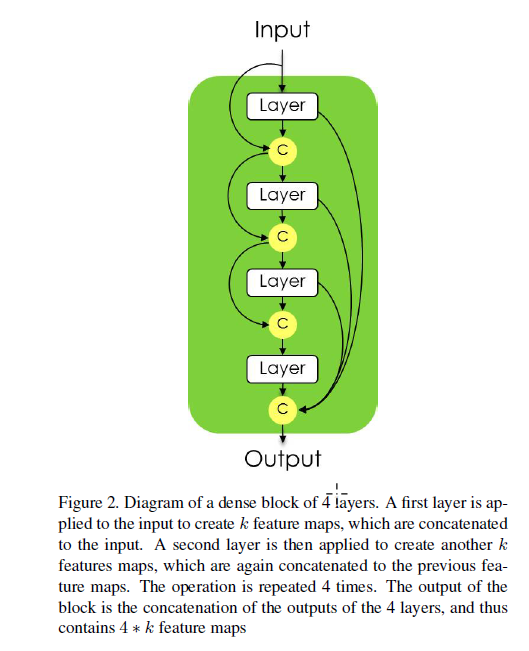 Input
Layer
C
Layer
C
Layer
C
Layer
C
Output
Figure 2. Diagram of a dense block of 4 layers. A first layer is ap-
plied to the input to create k feature maps, which are concatenated
to the input. A second layer is then applied to create another k
features maps, which are again concatenated to the previous fea-
ture maps. The operation is repeated 4 times. The output of the
block is the concatenation of the outputs of the 4 layers, and thus
contains 4 ∗ k feature maps